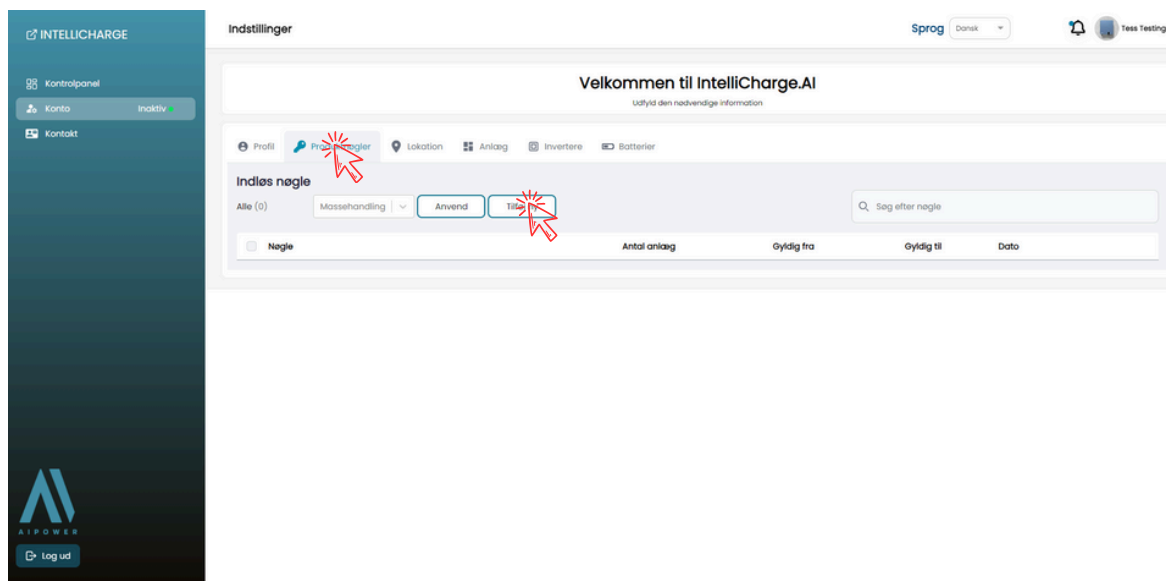 INTELLICHARGE
Kontrolpanel
Konto Inaktiv
Kontakt
AIPOWER
Log ud
Indstillinger
Sprog Dansk
Tess Testing
Velkommen til IntelliCharge.AI
Udfyld den nødvendige information
Profil Lokation Anlæg Invertere Batterier
Indløs nøgle
Alle (0) Massehandling Anvend
Søg efter nøgle
Nøgle Antal anlæg Gyldig fra Gyldig til Dato